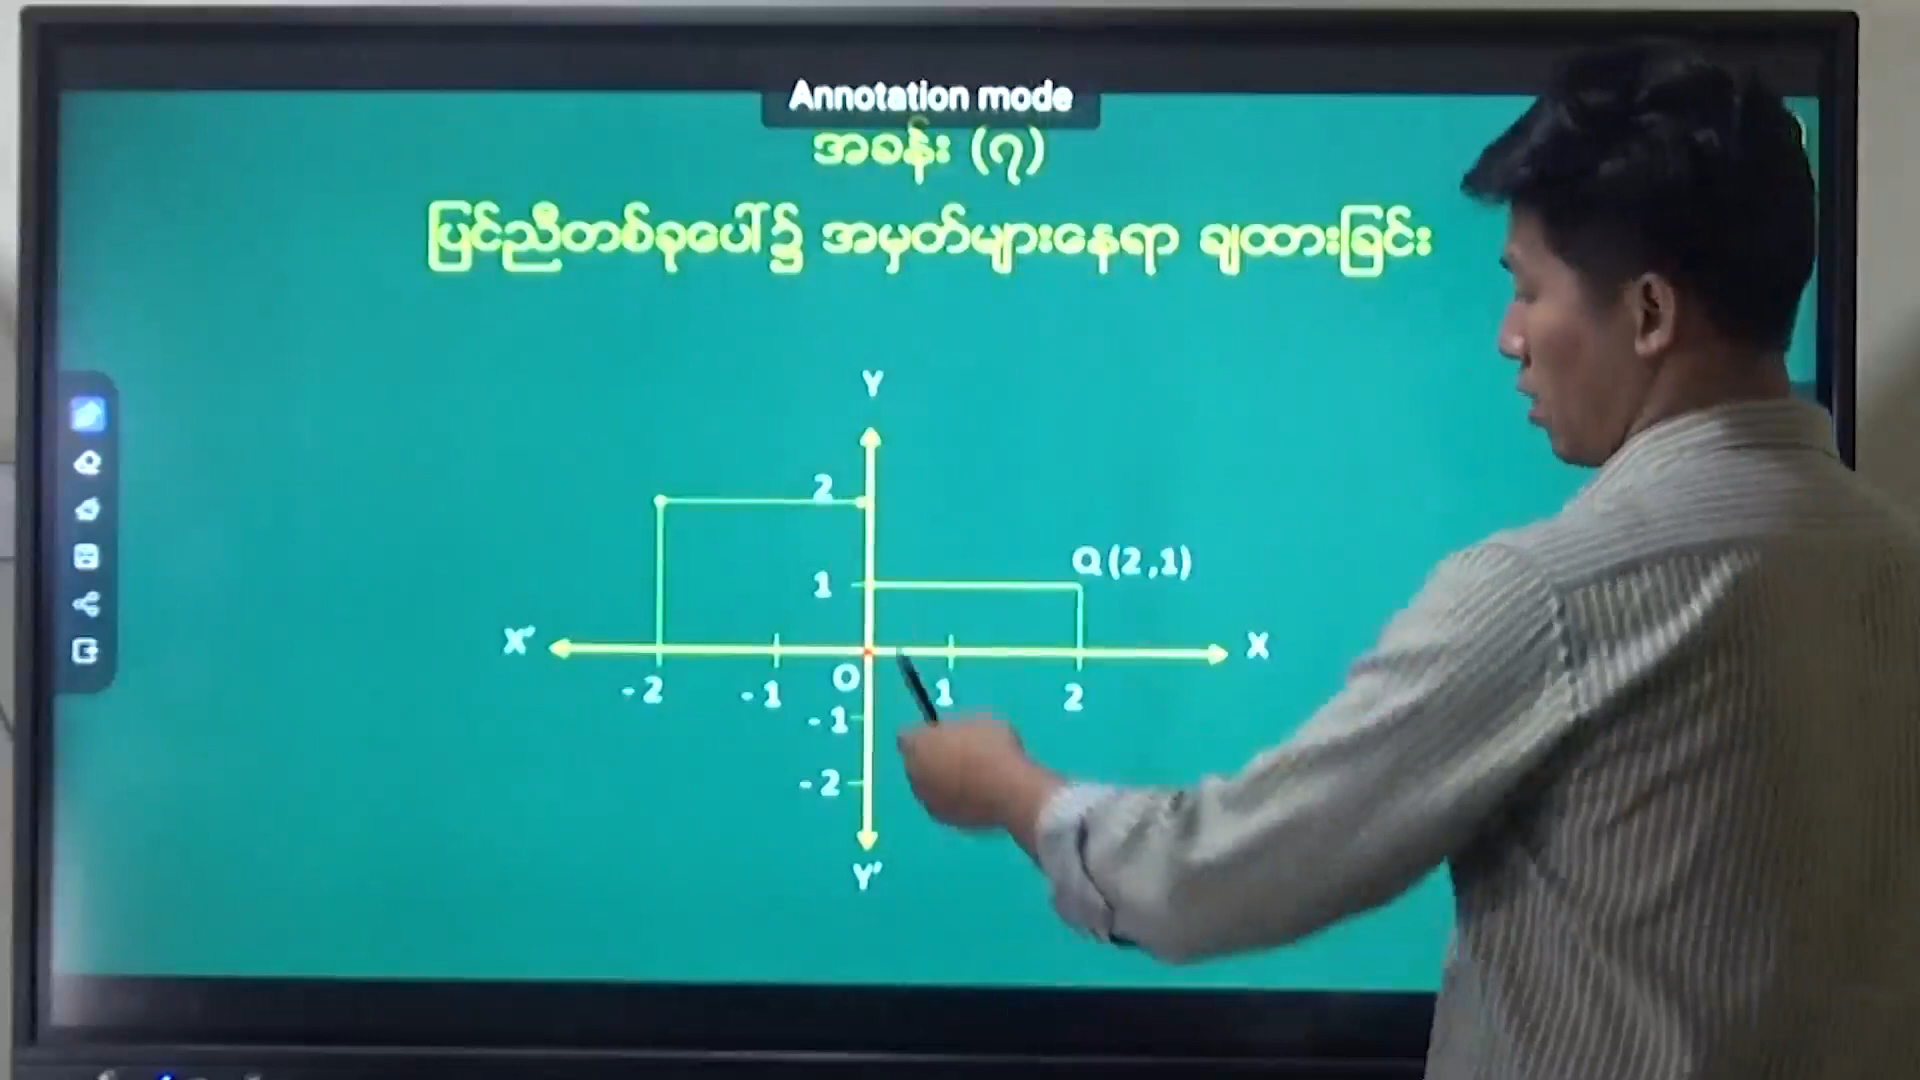 Annotation mode
အခန်း (၇)
ပြင်ညီတစ်ခုပေါ်၌ အမှတ်များနေရာ ချထားခြင်း
Y
2
Q (2 ,1)
1
X' X
O
- 2 - 1 1 2
- 1
- 2
Y'